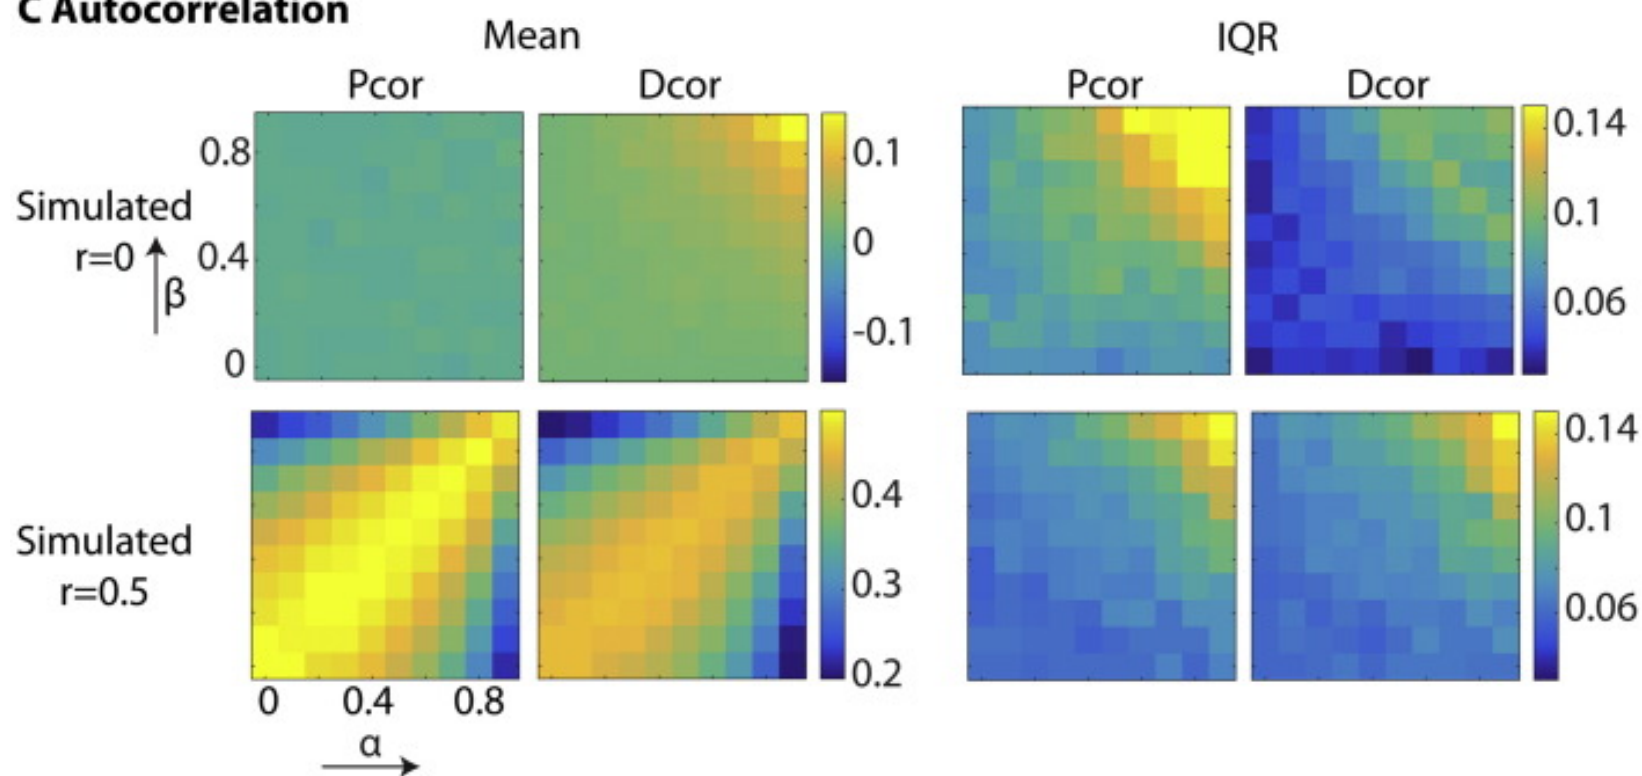 C Autocorrelation
Mean
IQR
Pcor
Dcor
Pcor
Dcor
Simulated
r=0
β
0.8
0.4
0
0.1
0
-0.1
0.14
0.1
0.06
Simulated
r=0.5
0.4
0.3
0.2
0.14
0.1
0.06
0
0.4
0.8
α